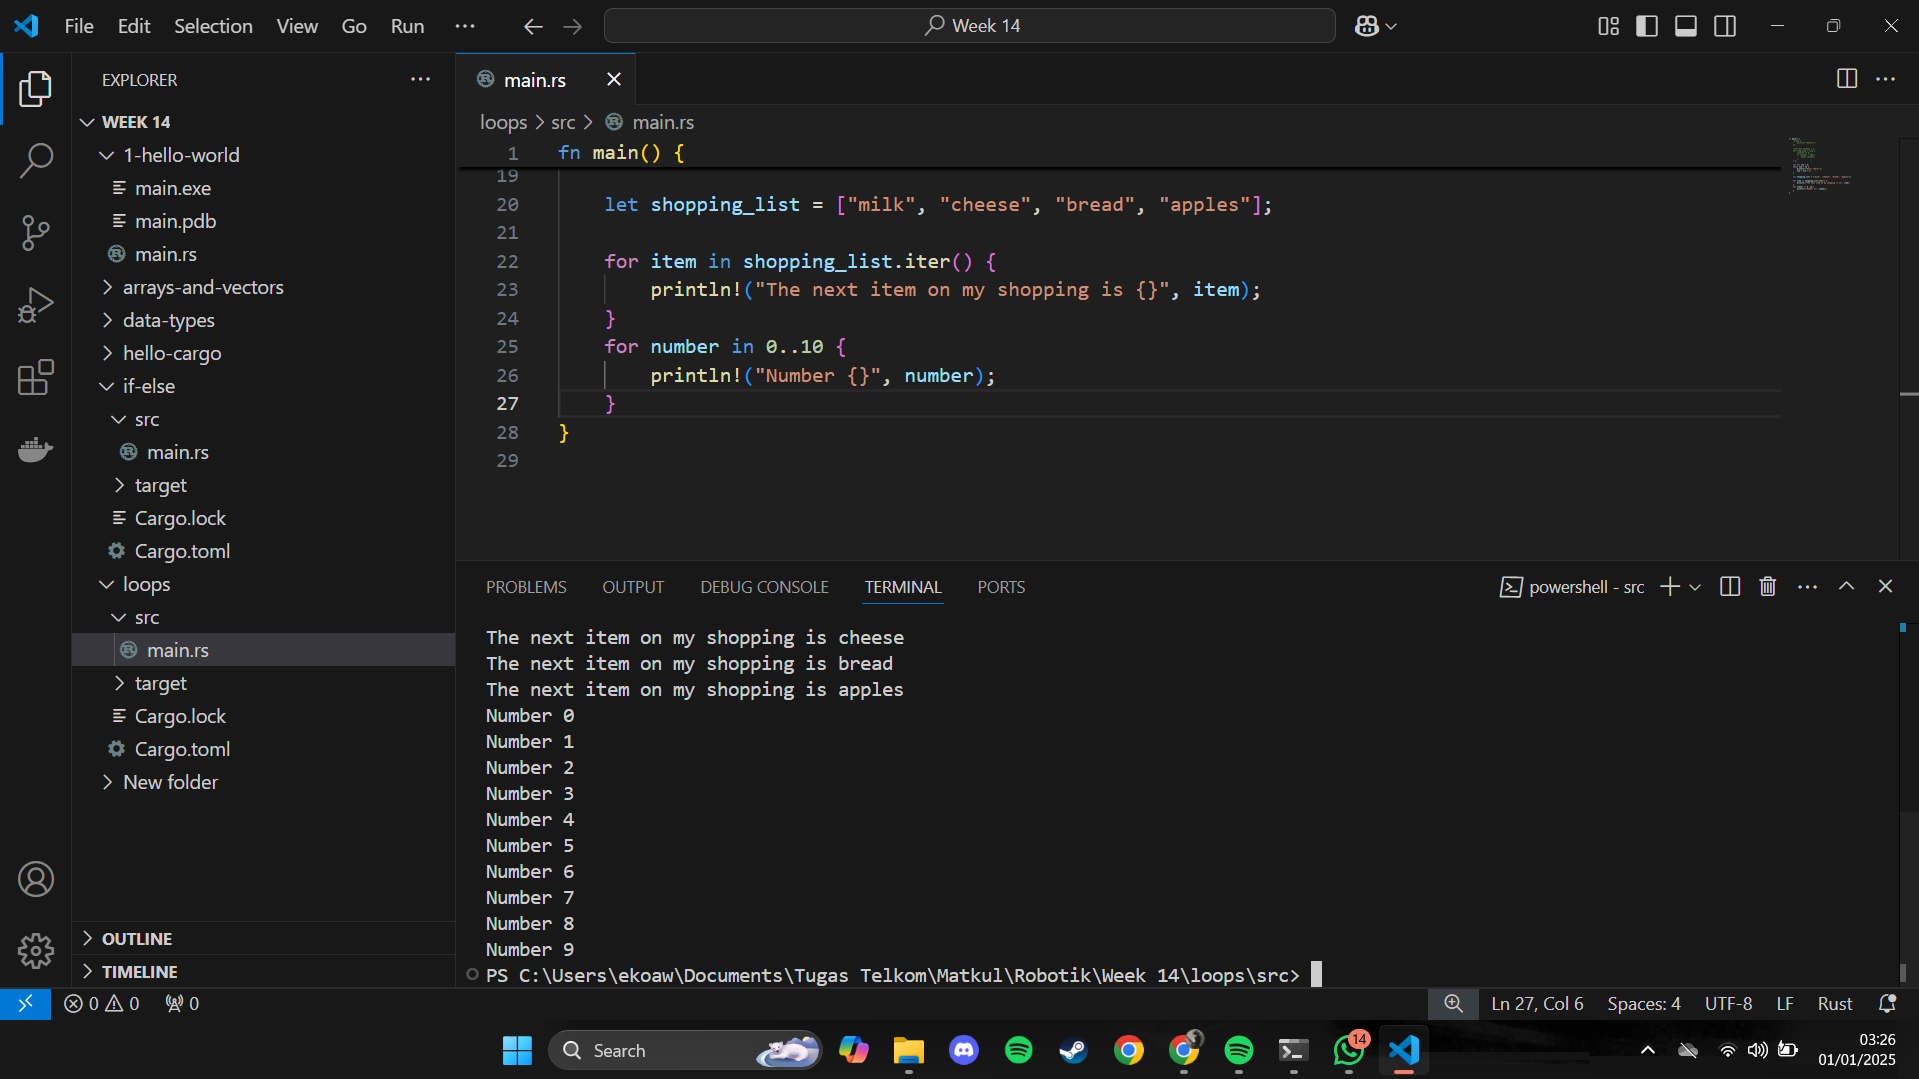 File Edit Selection View Go Run ... Week 14
EXPLORER
WEEK 14
1-hello-world
main.exe
main.pdb
main.rs
arrays-and-vectors
data-types
hello-cargo
if-else
src
main.rs
target
Cargo.lock
Cargo.toml
loops
src
main.rs
target
Cargo.lock
Cargo.toml
New folder
OUTLINE
TIMELINE
main.rs
loops > src > main.rs
1 fn main() {
19
20 let shopping_list = ["milk", "cheese", "bread", "apples"];
21
22 for item in shopping_list.iter() {
23 println!("The next item on my shopping is {}", item);
24 }
25 for number in 0..10 {
26 println!("Number {}", number);
27 }
28 }
29
PROBLEMS OUTPUT DEBUG CONSOLE TERMINAL PORTS powershell - src
The next item on my shopping is cheese
The next item on my shopping is bread
The next item on my shopping is apples
Number 0
Number 1
Number 2
Number 3
Number 4
Number 5
Number 6
Number 7
Number 8
Number 9
PS C:\Users\ekoaw\Documents\Tugas Telkom\Matkul\Robotik\Week 14\loops\src>
0 0 0 Ln 27, Col 6 Spaces: 4 UTF-8 LF Rust
Search 14 03:26
01/01/2025